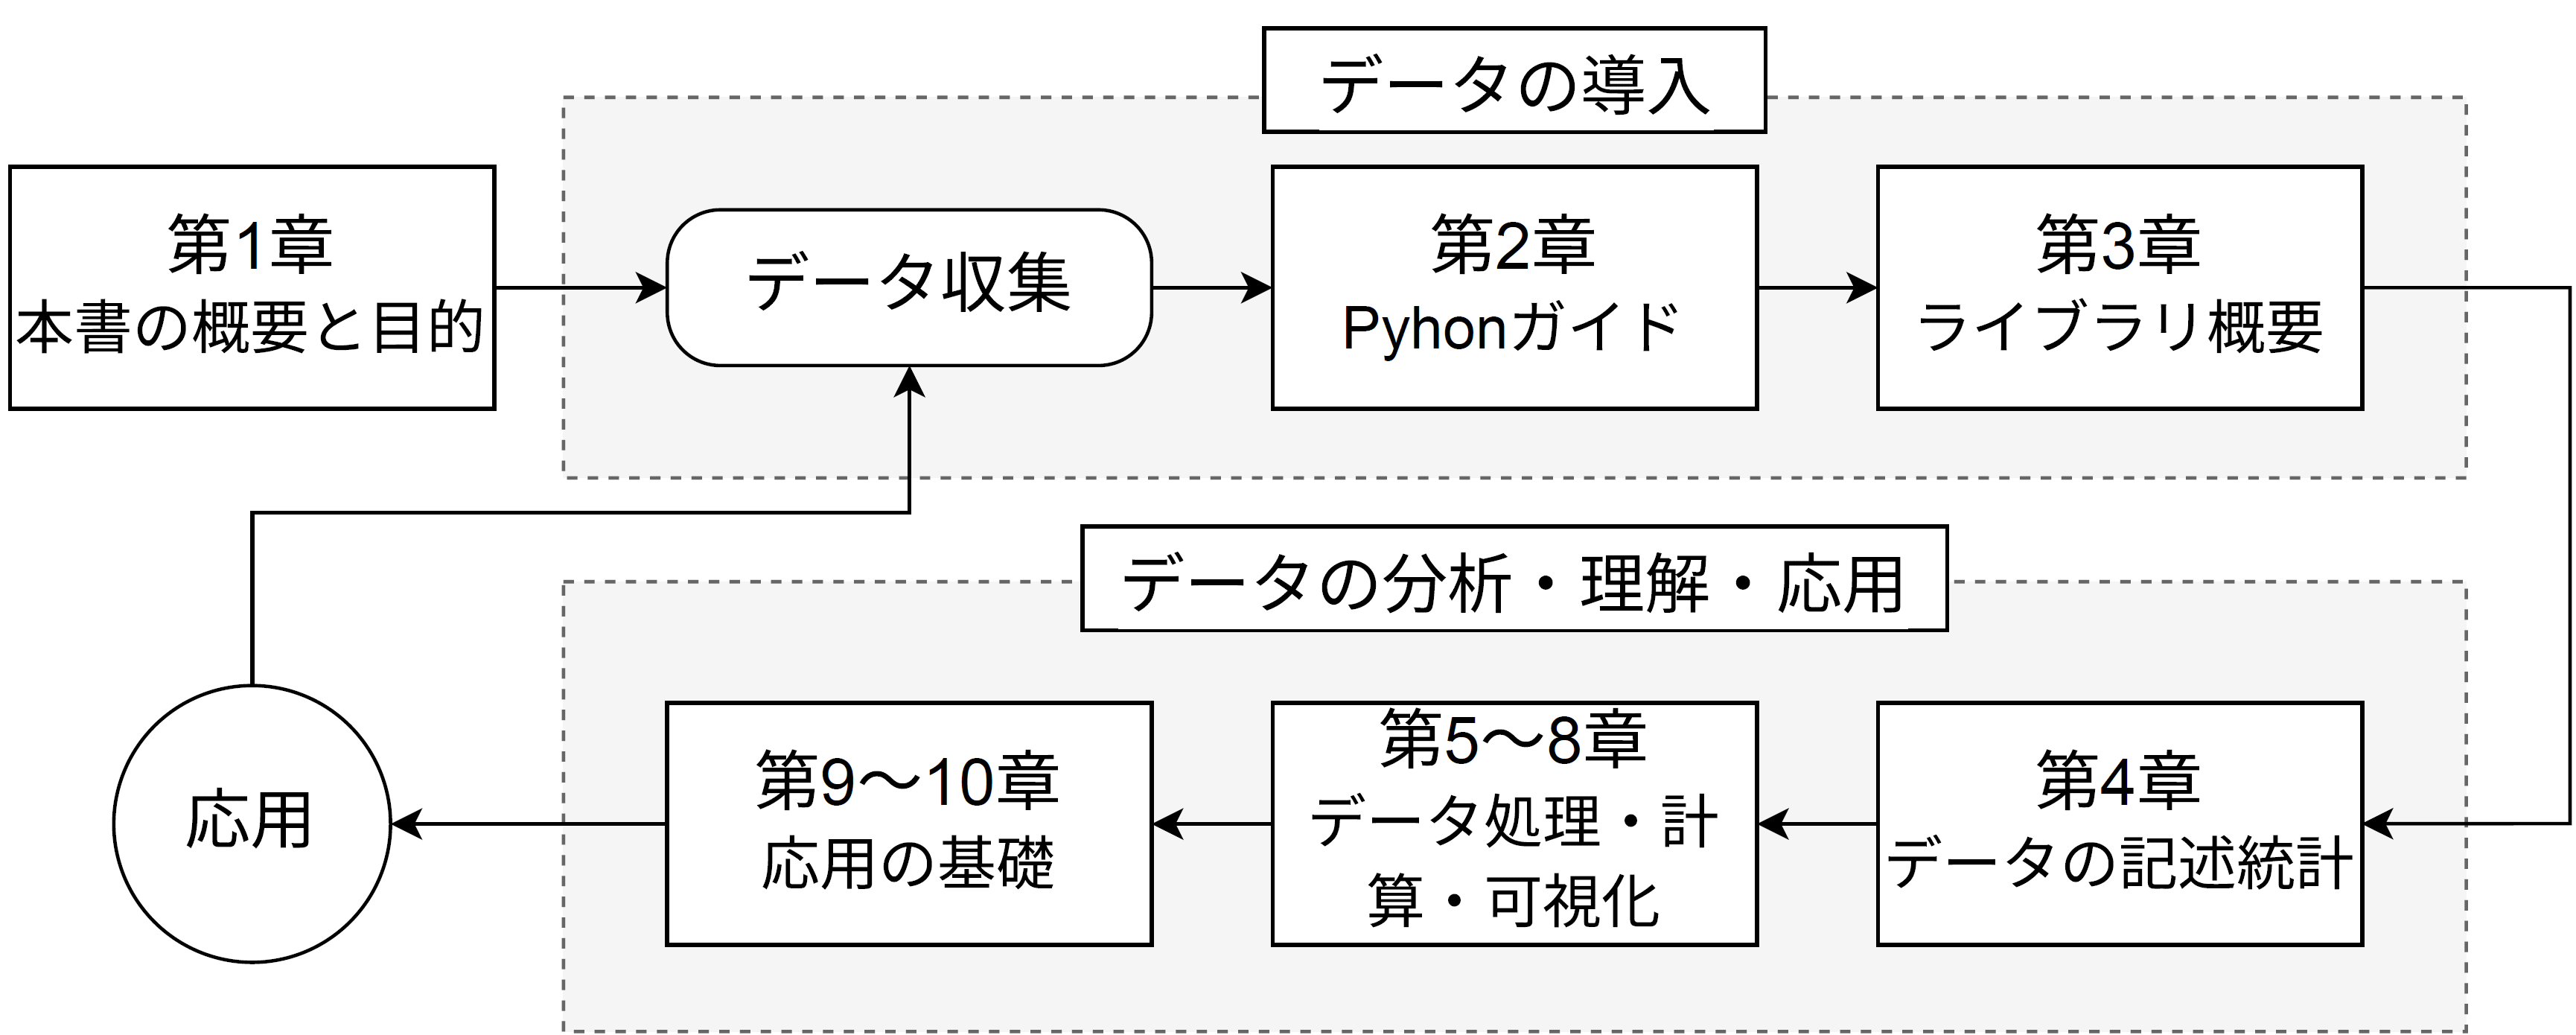 データの導入
第1章
本書の概要と目的
データ収集
第2章
Pyhonガイド
第3章
ライブラリ概要
データの分析・理解・応用
応用
第9～10章
応用の基礎
第5～8章
データ処理・計
算・可視化
第4章
データの記述統計